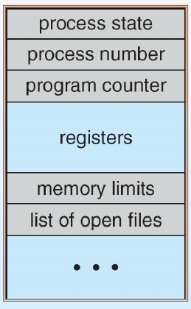 process state
process number
program counter
registers
memory limits
list of open files
• • •